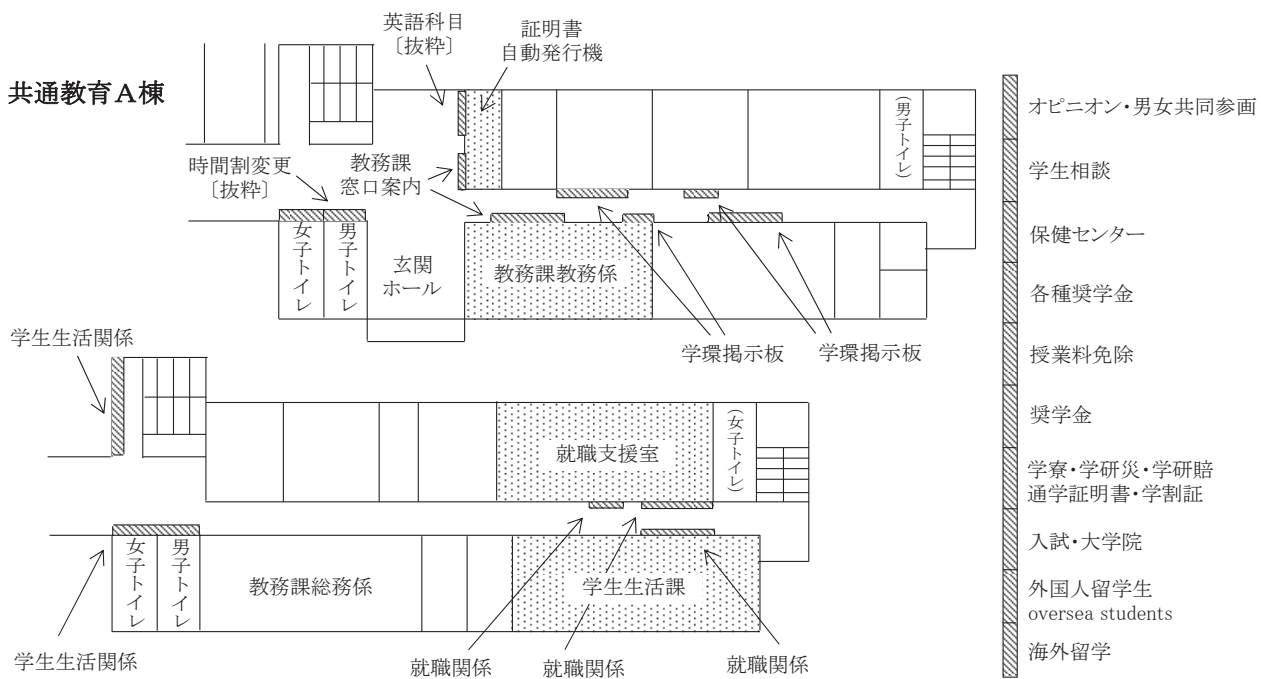 英語科目
〔抜粋〕
証明書
自動発行機
共通教育A棟
時間割変更
〔抜粋〕
教務課
窓口案内
(男子トイレ)
女子トイレ
男子トイレ
玄関
ホール
教務課教務係
学環掲示板
学環掲示板
学生生活関係
就職支援室
(女子トイレ)
女子トイレ
男子トイレ
教務課総務係
学生生活課
学生生活関係
就職関係
就職関係
就職関係
オピニオン・男女共同参画
学生相談
保健センター
各種奨学金
授業料免除
奨学金
学寮・学研災・学研賠
通学証明書・学割証
入試・大学院
外国人留学生
oversea students
海外留学